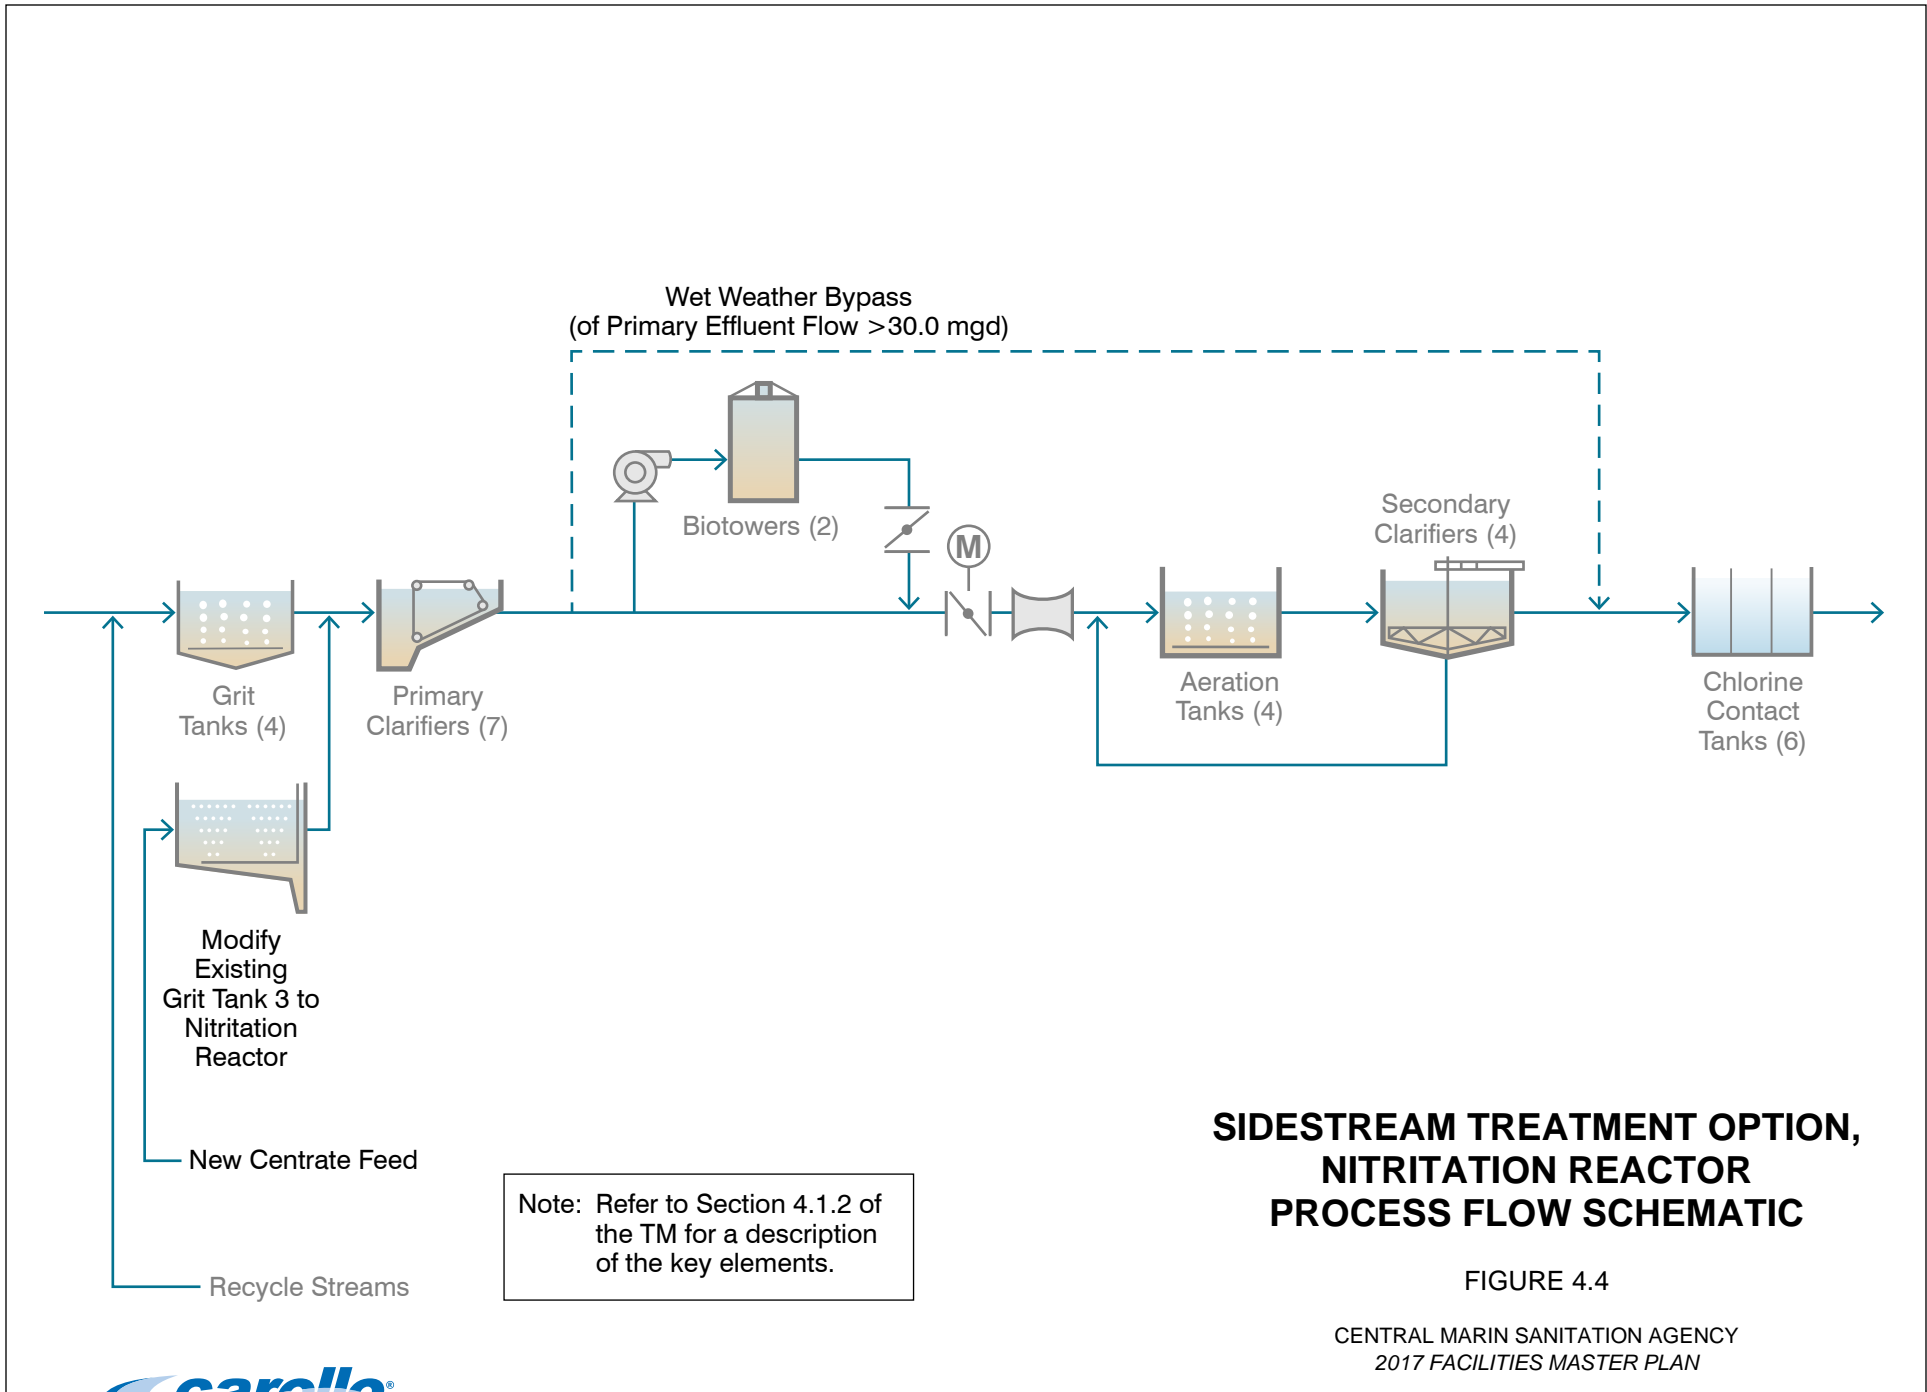 Wet Weather Bypass
(of Primary Effluent Flow >30.0 mgd)
Biotowers (2)
M
Secondary
Clarifiers (4)
Grit
Tanks (4)
Primary
Clarifiers (7)
Aeration
Tanks (4)
Chlorine
Contact
Tanks (6)
Modify
Existing
Grit Tank 3 to
Nitritation
Reactor
New Centrate Feed
Recycle Streams
Note: Refer to Section 4.1.2 of
the TM for a description
of the key elements.
SIDESTREAM TREATMENT OPTION,
NITRITATION REACTOR
PROCESS FLOW SCHEMATIC
FIGURE 4.4
CENTRAL MARIN SANITATION AGENCY
2017 FACILITIES MASTER PLAN
carollo®